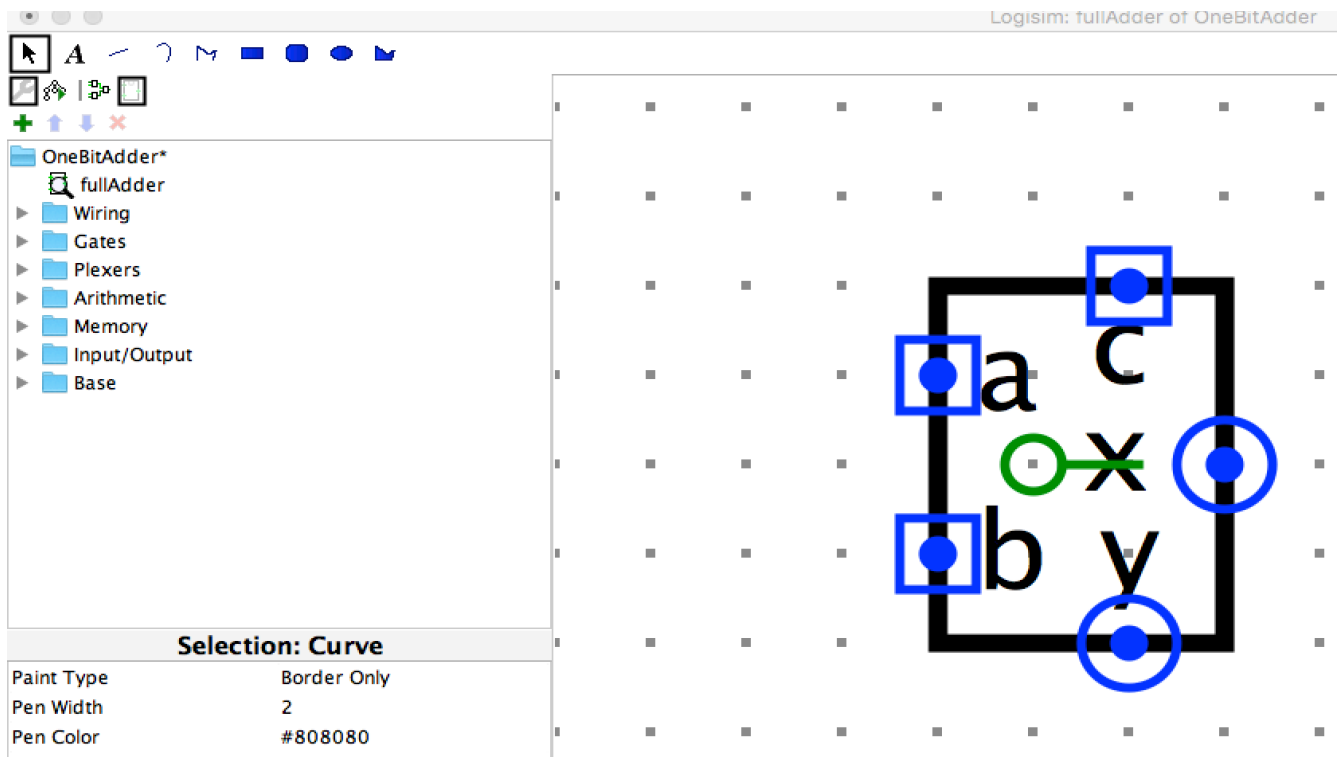 Logisim: fullAdder of OneBitAdder
A
OneBitAdder*
fullAdder
Wiring
Gates
Plexers
Arithmetic
Memory
Input/Output
Base
Selection: Curve
Paint Type Border Only
Pen Width 2
Pen Color #808080
c
a
x
b y